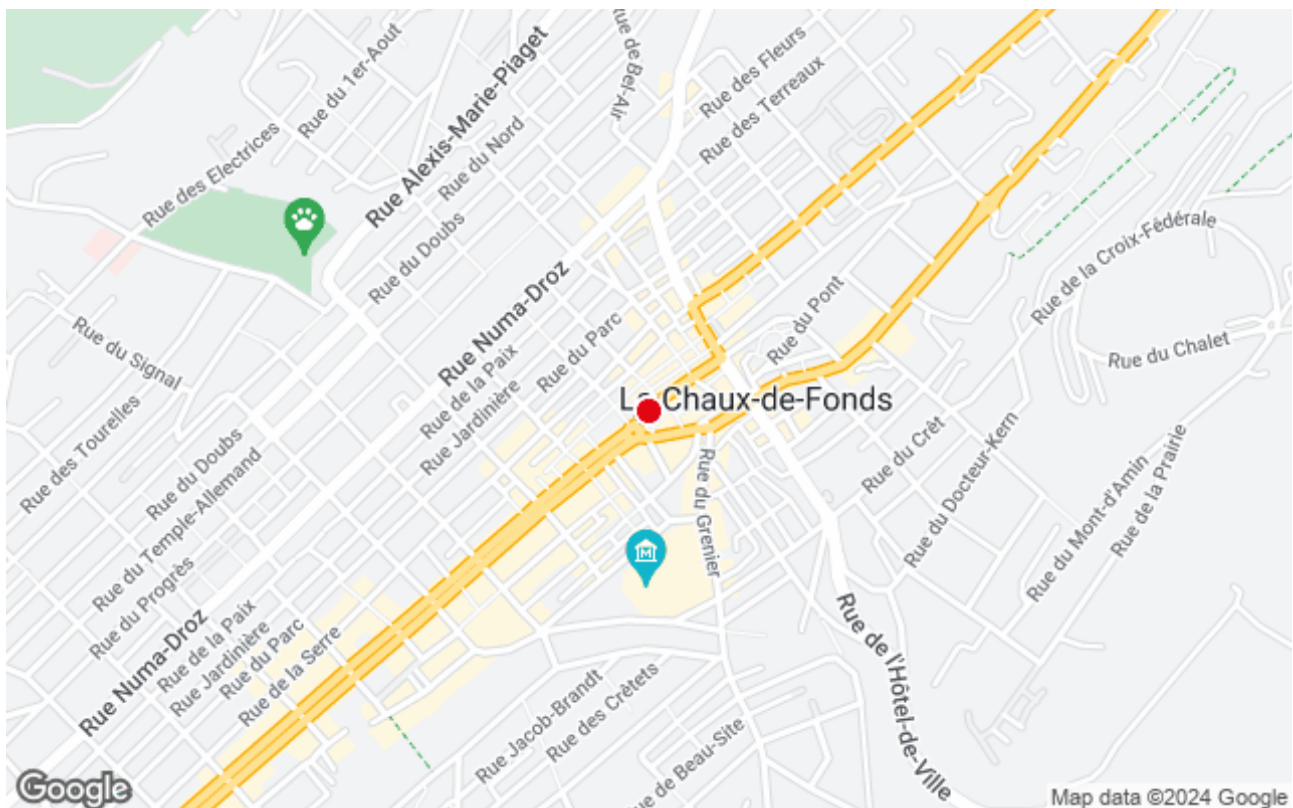 Rue du 1er-Aout
Rue Alexis-Marie-Piaget
Rue de Bel-Air
Rue des Fleurs
Rue des Terreaux
Rue des Electrices
Rue du Nord
Rue du Doubs
Rue de la Croix-Fédérale
Rue Numa-Droz
Rue du Parc
Rue du Pont
Rue du Signal
Rue de la Paix
Rue Jardinière
Rue du Chalet
La Chaux-de-Fonds
Rue des Tourelles
Rue du Doubs
Rue du Temple-Allemand
Rue du Crêt
Rue du Docteur-Kern
Rue du Mont-d'Amin
Rue de la Prairie
Rue du Grenier
Rue du Progrès
Rue de la Paix
Rue Jardinière
Rue du Parc
Rue de la Serre
Rue Numa-Droz
Rue de l'Hôtel-de-Ville
Rue Jacob-Brandt
Rue des Crêtets
Rue de Beau-Site
M
Google
Map data ©2024 Google